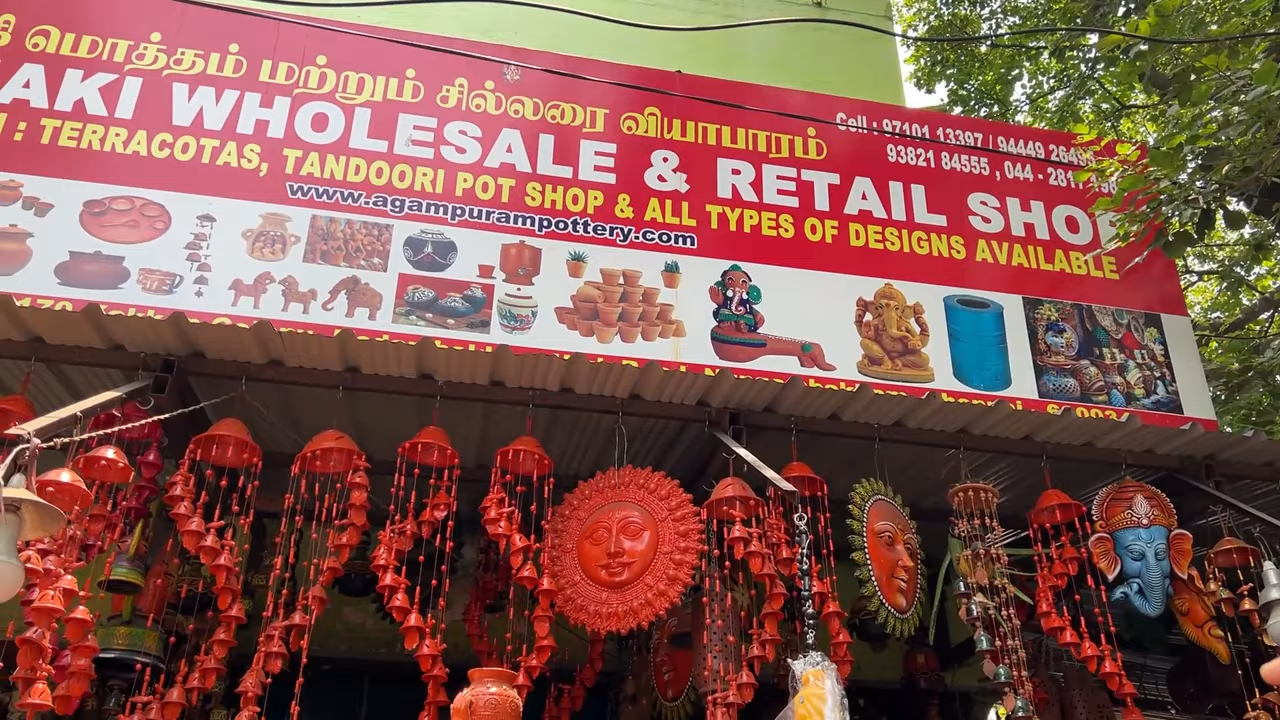 மொத்தம் மற்றும் சில்லரை வியாபாரம்
AKI WHOLESALE & RETAIL SHOP
Cell : 97101 13397 / 94449 26495
93821 84555 , 044 - 281
: TERRACOTAS, TANDOORI POT SHOP & ALL TYPES OF DESIGNS AVAILABLE
www.agampurampottery.com